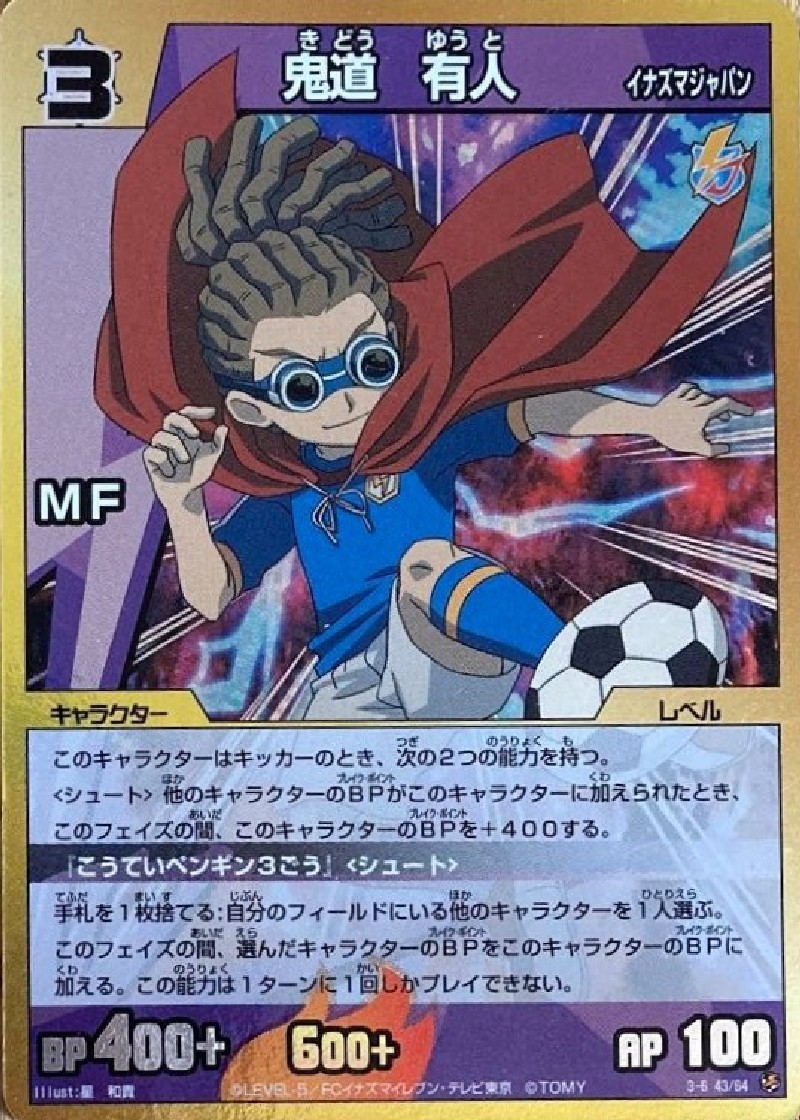 3
きどう ゆうと
鬼道 有人
イナズマジャパン
MF
キャラクター
レベル
このキャラクターはキッカーのとき、次の2つの能力を持つ。
<シュート> 他のキャラクターのBPがこのキャラクターに加えられたとき、
このフェイズの間、このキャラクターのBPを+400する。
『こうていペンギン3ごう』<シュート>
手札を1枚捨てる:自分のフィールドにいる他のキャラクターを1人選ぶ。
このフェイズの間、選んだキャラクターのBPをこのキャラクターのBPに
加える。この能力は1ターンに1回しかプレイできない。
BP 400+ 600+ AP 100
Illust:星 和貴 ©LEVEL-5/FCイナズマイレブン・テレビ東京 ©TOMY 3-6 43/64